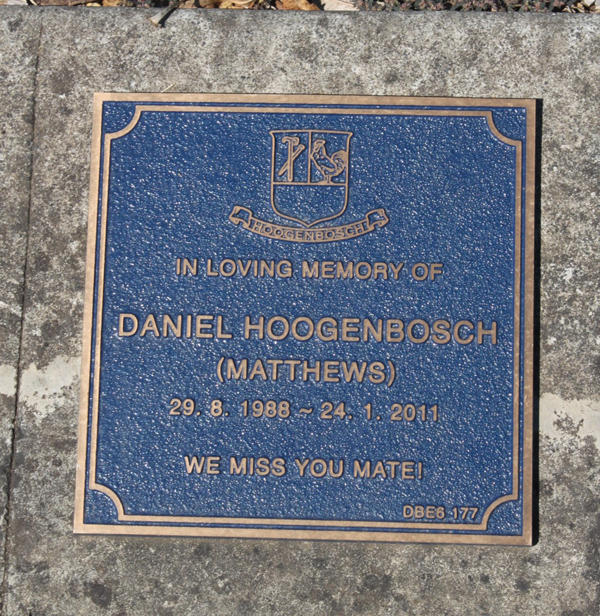 HOOGENBOSCH
IN LOVING MEMORY OF
DANIEL HOOGENBOSCH
(MATTHEWS)
29. 8. 1988 ~ 24. 1. 2011
WE MISS YOU MATE!
DBE6 177